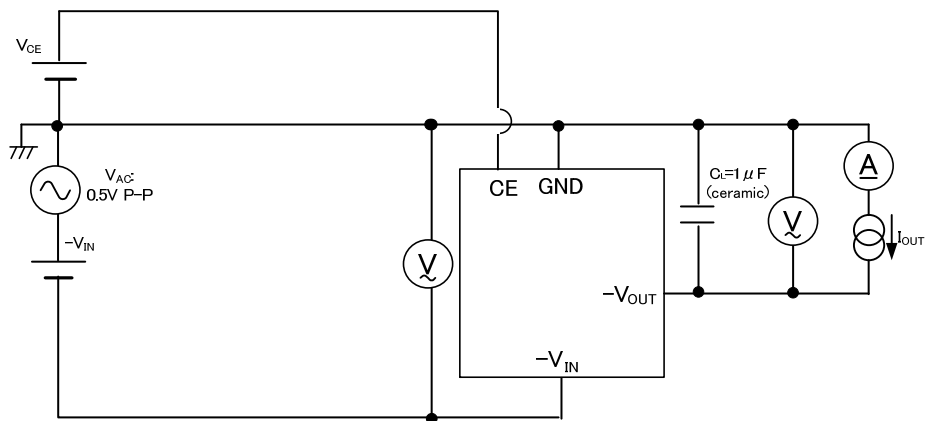 VCE
VAC:
0.5V P-P
-VIN
V
CE
GND
-VOUT
-VIN
CL=1μF
(ceramic)
V
A
IOUT